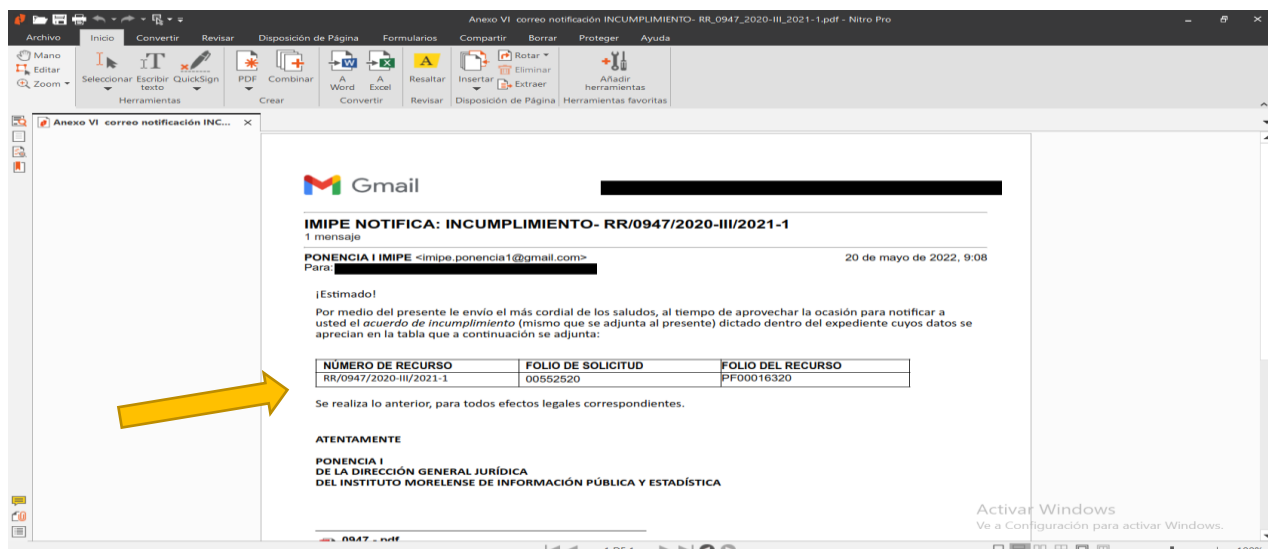 Anexo VI  correo notificación INCUMPLIMIENTO- RR_0947_2020-III_2021-1.pdf - Nitro Pro
Archivo Inicio Convertir Revisar Disposición de Página Formularios Compartir Borrar Proteger Ayuda
Mano
Editar
Zoom
Seleccionar
Escribir texto
QuickSign
PDF
Combinar
A Word
A Excel
Resaltar
Insertar
Rotar
Eliminar
Extraer
Añadir herramientas
Herramientas Crear Convertir Revisar Disposición de Página Herramientas favoritas
Anexo VI  correo notificación INC...
Gmail
IMIPE NOTIFICA: INCUMPLIMIENTO- RR/0947/2020-III/2021-1
1 mensaje
PONENCIA I IMIPE <imipe.ponencia1@gmail.com> 20 de mayo de 2022, 9:08
Para:
¡Estimado!
Por medio del presente le envío el más cordial de los saludos, al tiempo de aprovechar la ocasión para notificar a
usted el acuerdo de incumplimiento (mismo que se adjunta al presente) dictado dentro del expediente cuyos datos se
aprecian en la tabla que a continuación se adjunta:
NÚMERO DE RECURSO FOLIO DE SOLICITUD FOLIO DEL RECURSO
RR/0947/2020-III/2021-1 00552520 PF00016320
Se realiza lo anterior, para todos efectos legales correspondientes.
ATENTAMENTE
PONENCIA I
DE LA DIRECCIÓN GENERAL JURÍDICA
DEL INSTITUTO MORELENSE DE INFORMACIÓN PÚBLICA Y ESTADÍSTICA
Activar Windows
Ve a Configuración para activar Windows.
0947 - pdf